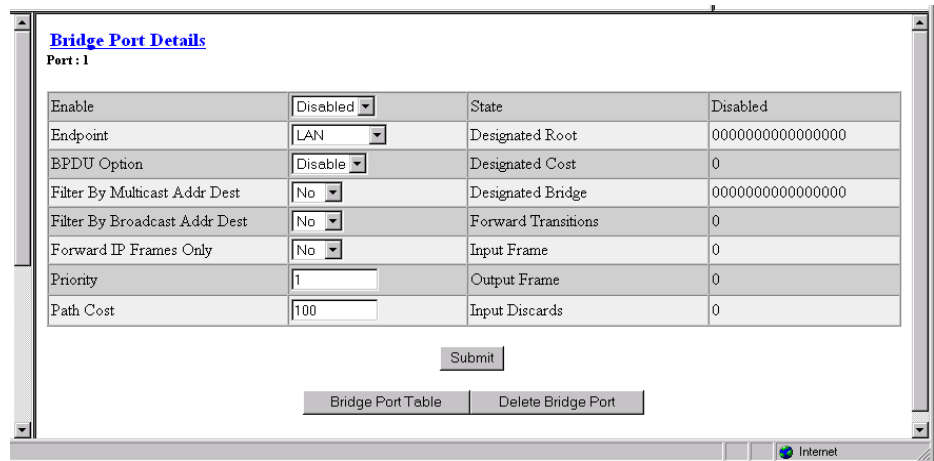 Bridge Port Details
Port : 1
Enable Disabled State Disabled
Endpoint LAN Designated Root 0000000000000000
BPDU Option Disable Designated Cost 0
Filter By Multicast Addr Dest No Designated Bridge 0000000000000000
Filter By Broadcast Addr Dest No Forward Transitions 0
Forward IP Frames Only No Input Frame 0
Priority 1 Output Frame 0
Path Cost 100 Input Discards 0
Submit
Bridge Port Table Delete Bridge Port
Internet